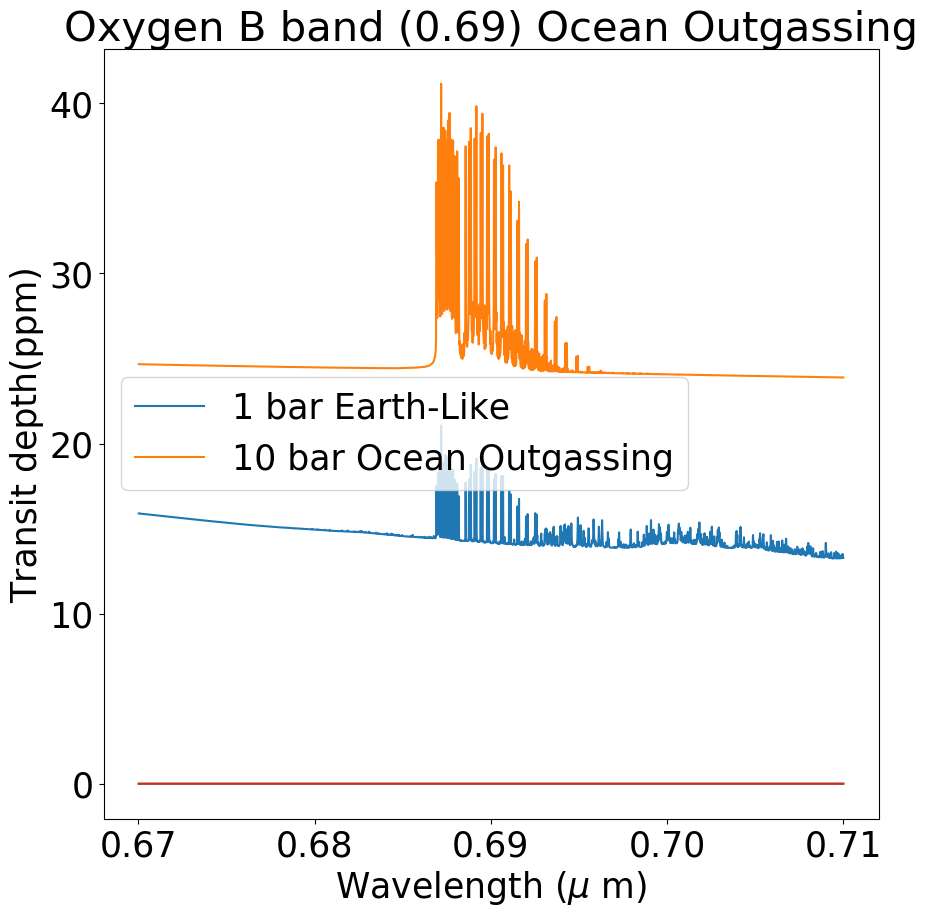 Oxygen B band (0.69) Ocean Outgassing
Transit depth(ppm)
40
30
20
10
0
1 bar Earth-Like
10 bar Ocean Outgassing
0.67 0.68 0.69 0.70 0.71
Wavelength (μ m)